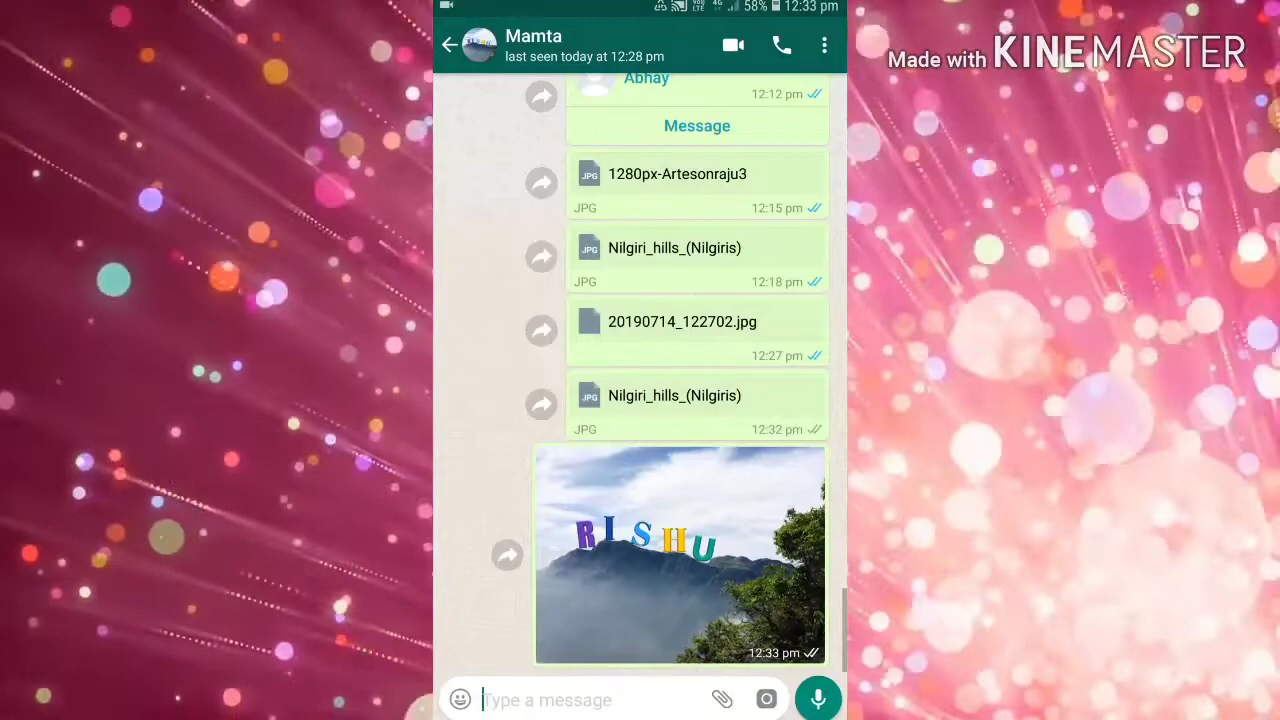 58% 12:33 pm
Made with KINEMASTER
Mamta
last seen today at 12:28 pm
Abhay
12:12 pm
Message
JPG 1280px-Artesonraju3
JPG 12:15 pm
JPG Nilgiri_hills_(Nilgiris)
JPG 12:18 pm
20190714_122702.jpg
12:27 pm
JPG Nilgiri_hills_(Nilgiris)
JPG 12:32 pm
RISHU
12:33 pm
Type a message